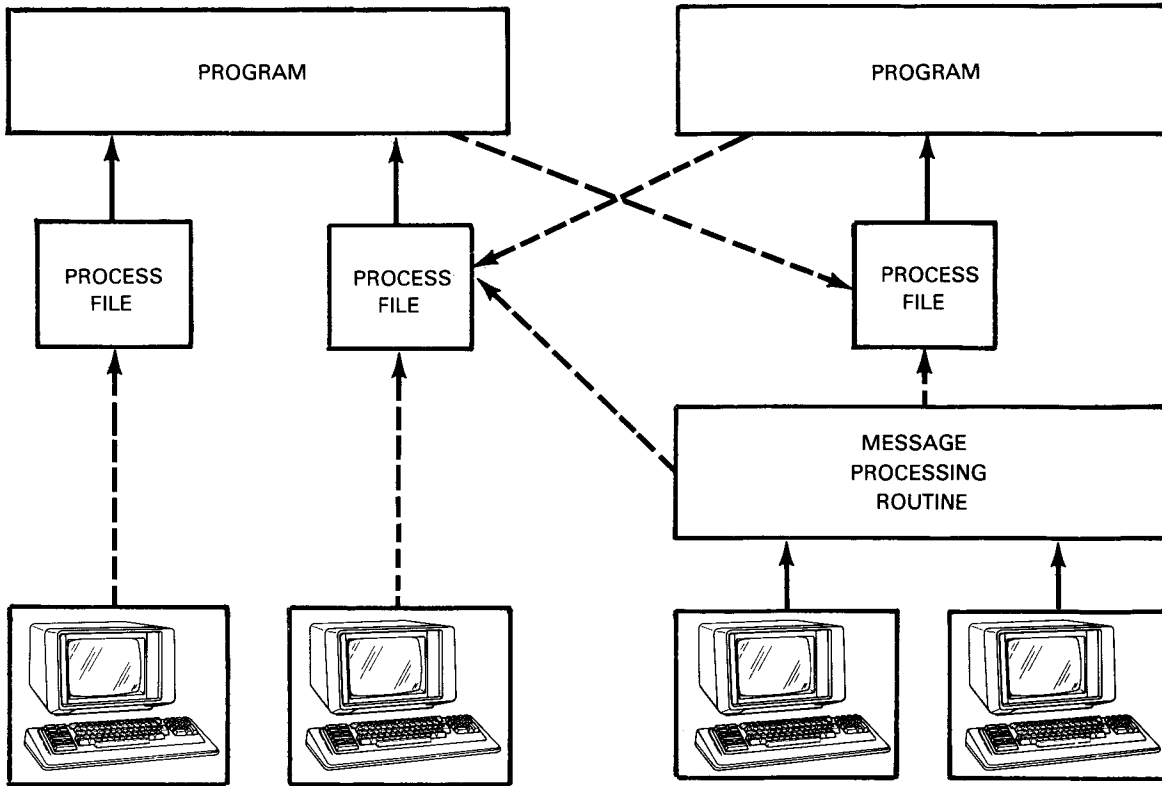 PROGRAM
PROGRAM
PROCESS
FILE
PROCESS
FILE
PROCESS
FILE
MESSAGE
PROCESSING
ROUTINE